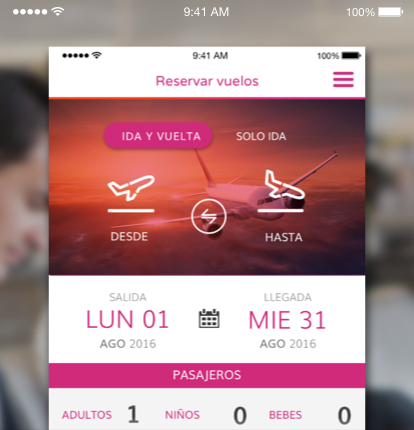 9:41 AM 100%
9:41 AM 100%
Reservar vuelos
IDA Y VUELTA SOLO IDA
DESDE HASTA
SALIDA LLEGADA
LUN 01 MIE 31
AGO 2016 AGO 2016
PASAJEROS
ADULTOS 1 NIÑOS 0 BEBES 0